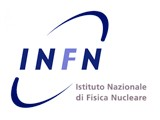 INFN
Istituto Nazionale
di Fisica Nucleare